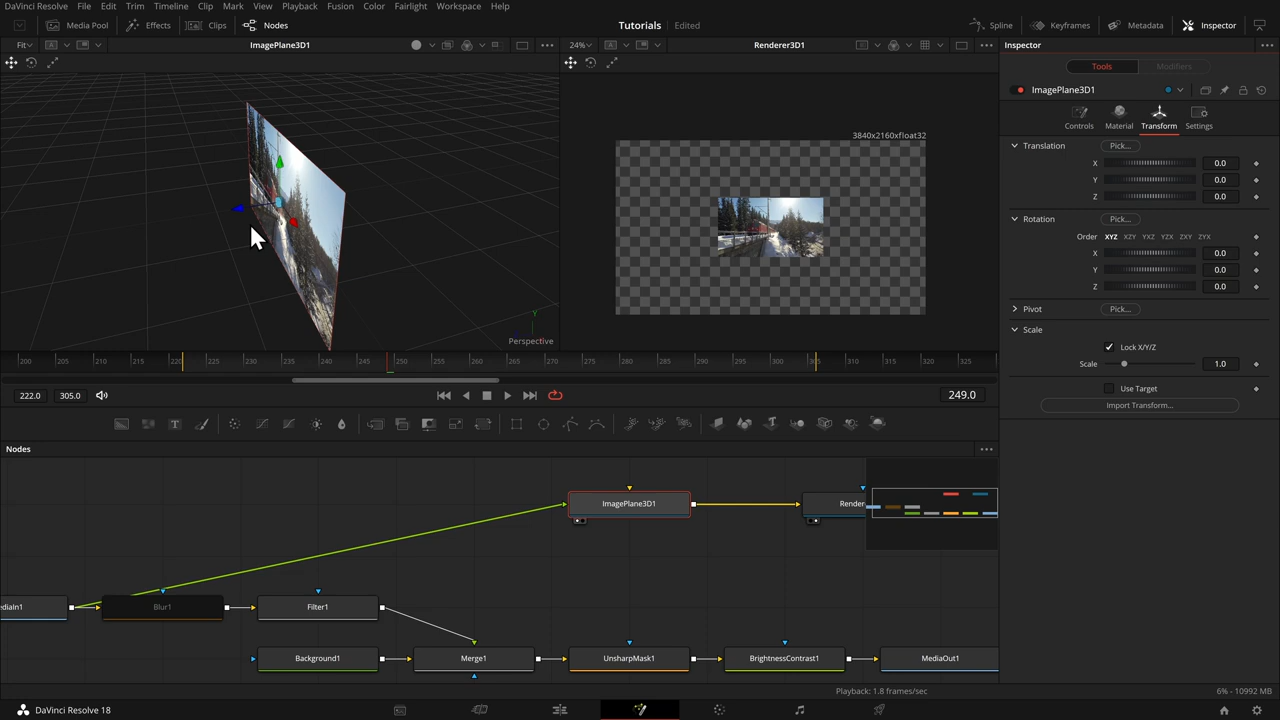 DaVinci Resolve File Edit Trim Timeline Clip Mark View Playback Fusion Color Fairlight Workspace Help
Media Pool Effects Clips Nodes Tutorials Edited Spline Keyframes Metadata Inspector
Fit ImagePlane3D1 24% Renderer3D1 Inspector
Tools Modifiers
ImagePlane3D1
Controls Material Transform Settings
3840x2160xfloat32
Translation Pick...
X 0.0
Y 0.0
Z 0.0
Rotation Pick...
Order XYZ XZY YXZ YZX ZXY ZYX
X 0.0
Y 0.0
Z 0.0
Pivot Pick...
Scale
Y
Perspective
Lock X/Y/Z
Scale 1.0
Use Target
Import Transform...
200 205 210 215 220 225 230 235 240 245 250 255 260 265 270 275 280 285 290 295 300 305 310 315 320 325
222.0 305.0 249.0
Nodes
ImagePlane3D1 Render
ediaIn1 Blur1 Filter1
Background1 Merge1 UnsharpMask1 BrightnessContrast1 MediaOut1
Playback: 1.8 frames/sec 6% - 10992 MB
DaVinci Resolve 18